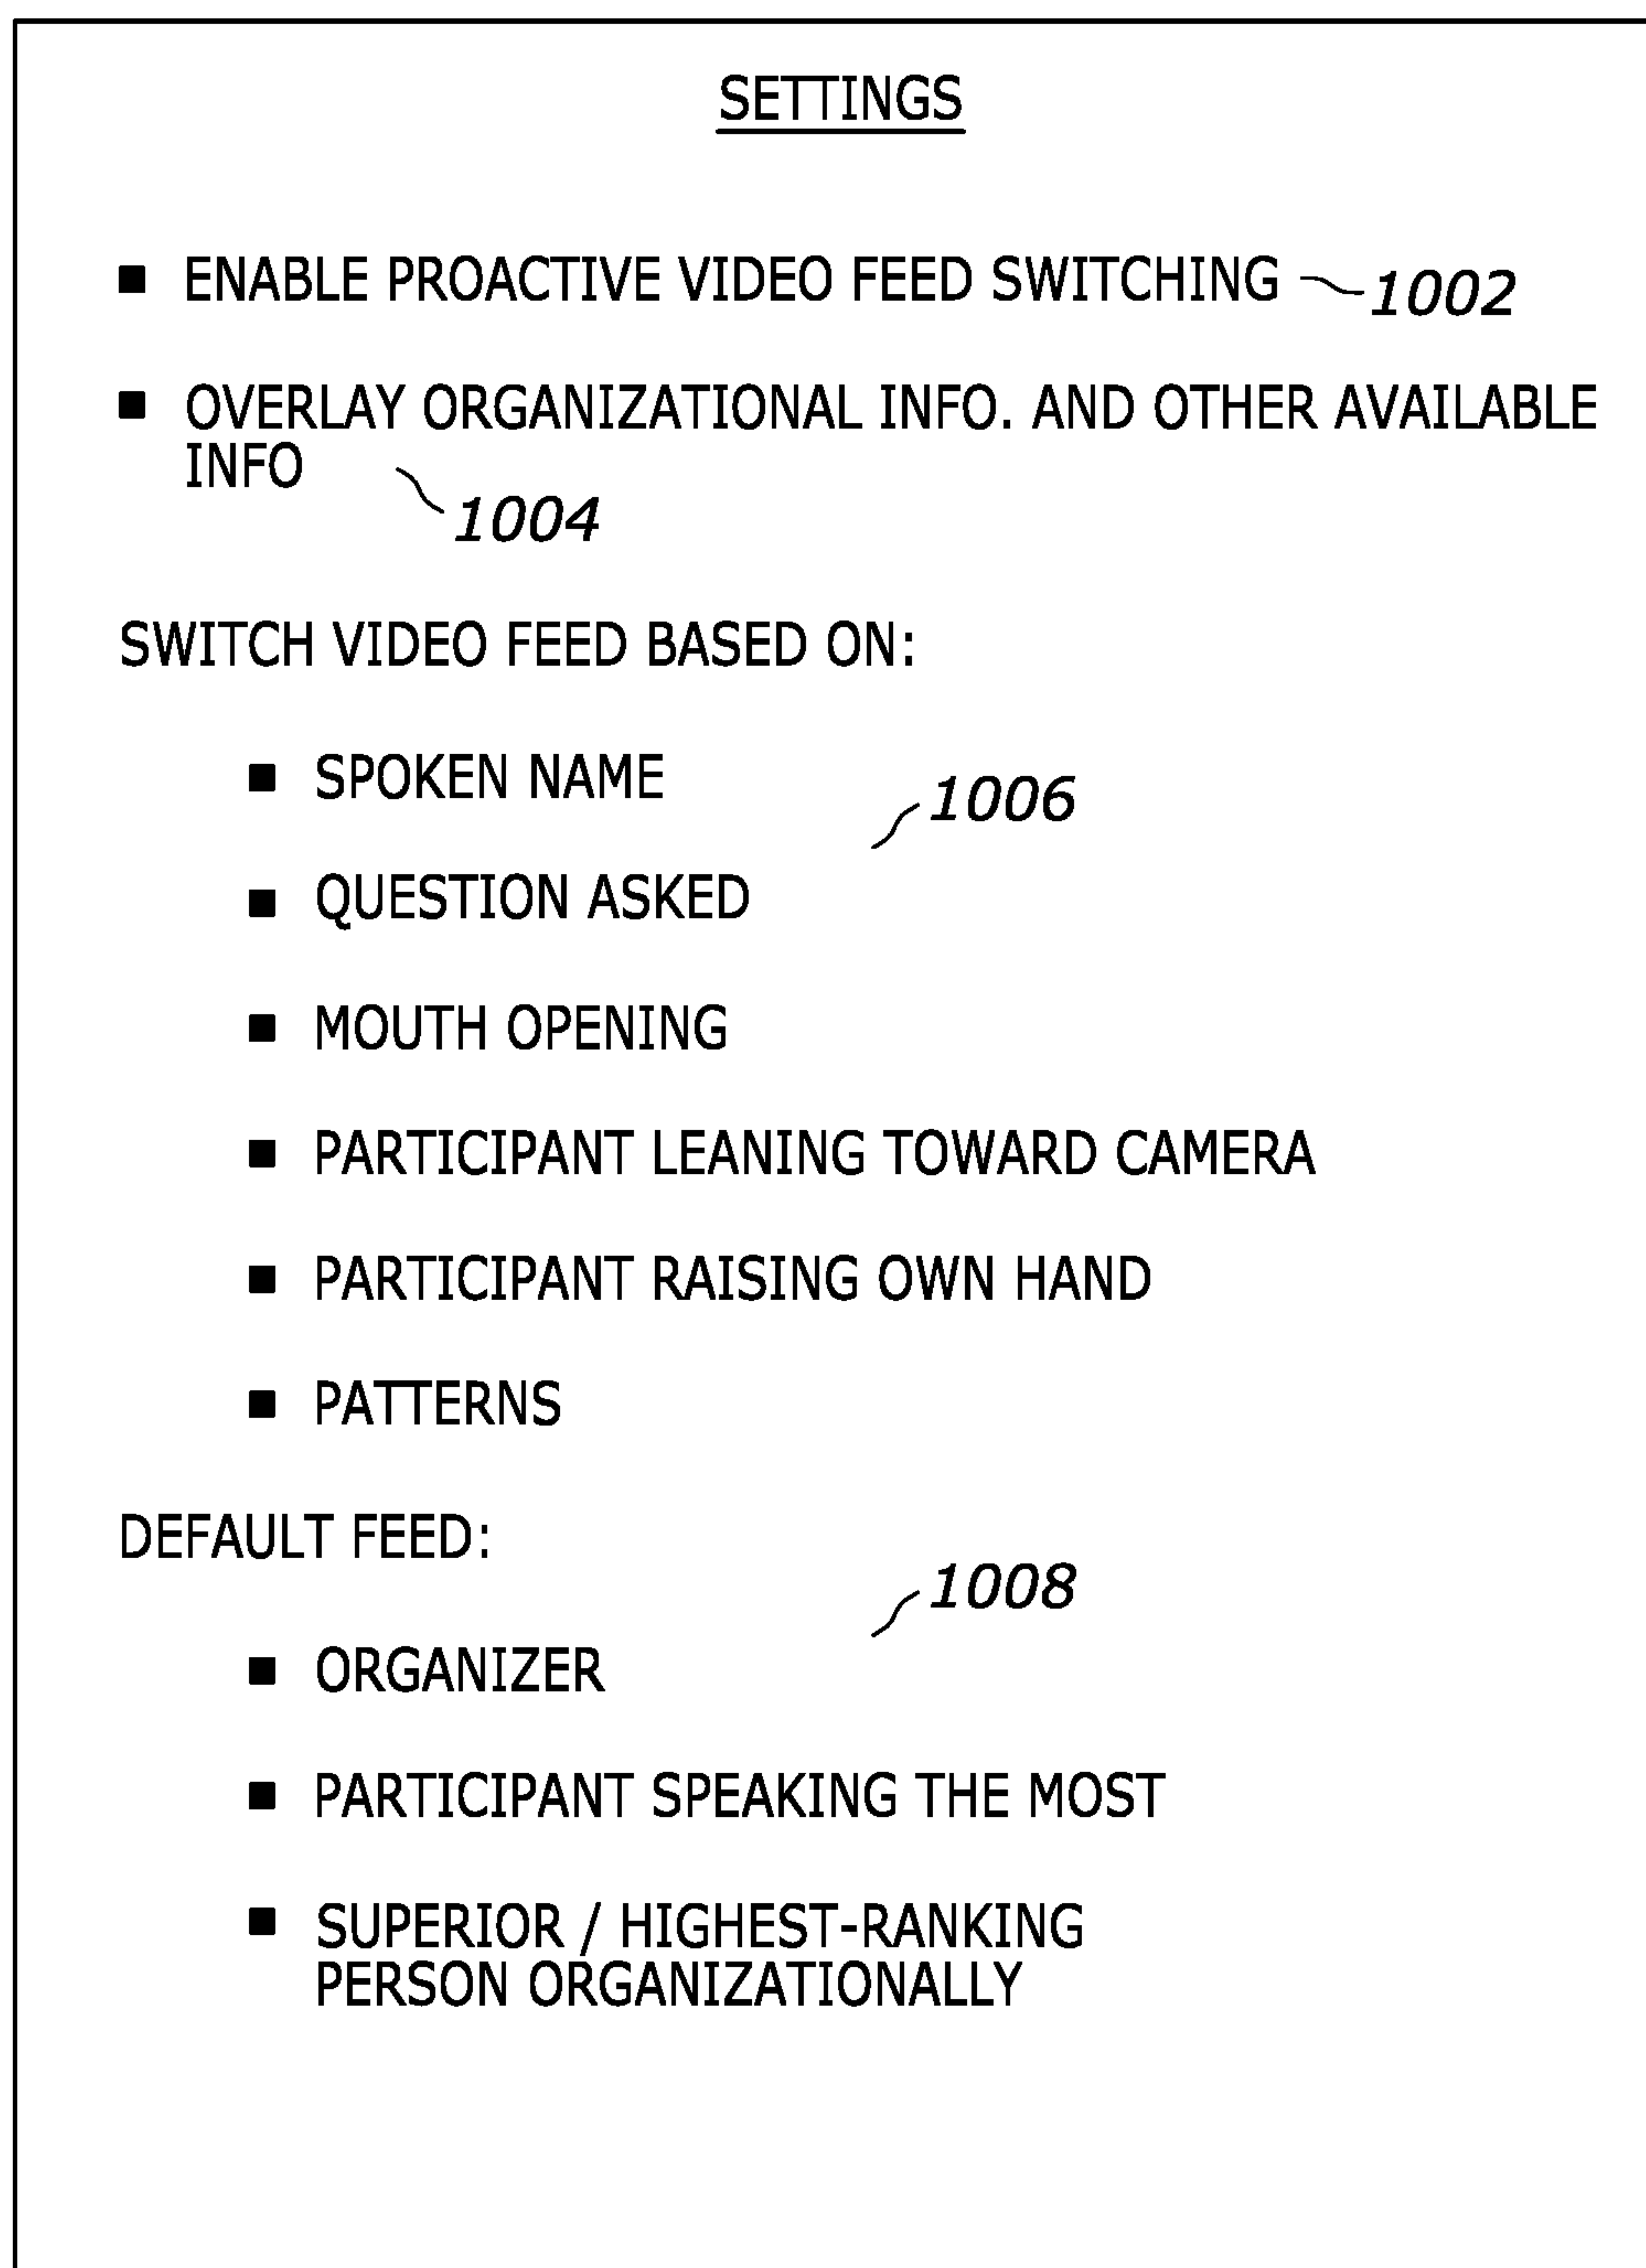 SETTINGS
■ ENABLE PROACTIVE VIDEO FEED SWITCHING 1002
■ OVERLAY ORGANIZATIONAL INFO. AND OTHER AVAILABLE
INFO
1004
SWITCH VIDEO FEED BASED ON:
■ SPOKEN NAME
1006
■ QUESTION ASKED
■ MOUTH OPENING
■ PARTICIPANT LEANING TOWARD CAMERA
■ PARTICIPANT RAISING OWN HAND
■ PATTERNS
DEFAULT FEED:
1008
■ ORGANIZER
■ PARTICIPANT SPEAKING THE MOST
■ SUPERIOR / HIGHEST-RANKING
PERSON ORGANIZATIONALLY